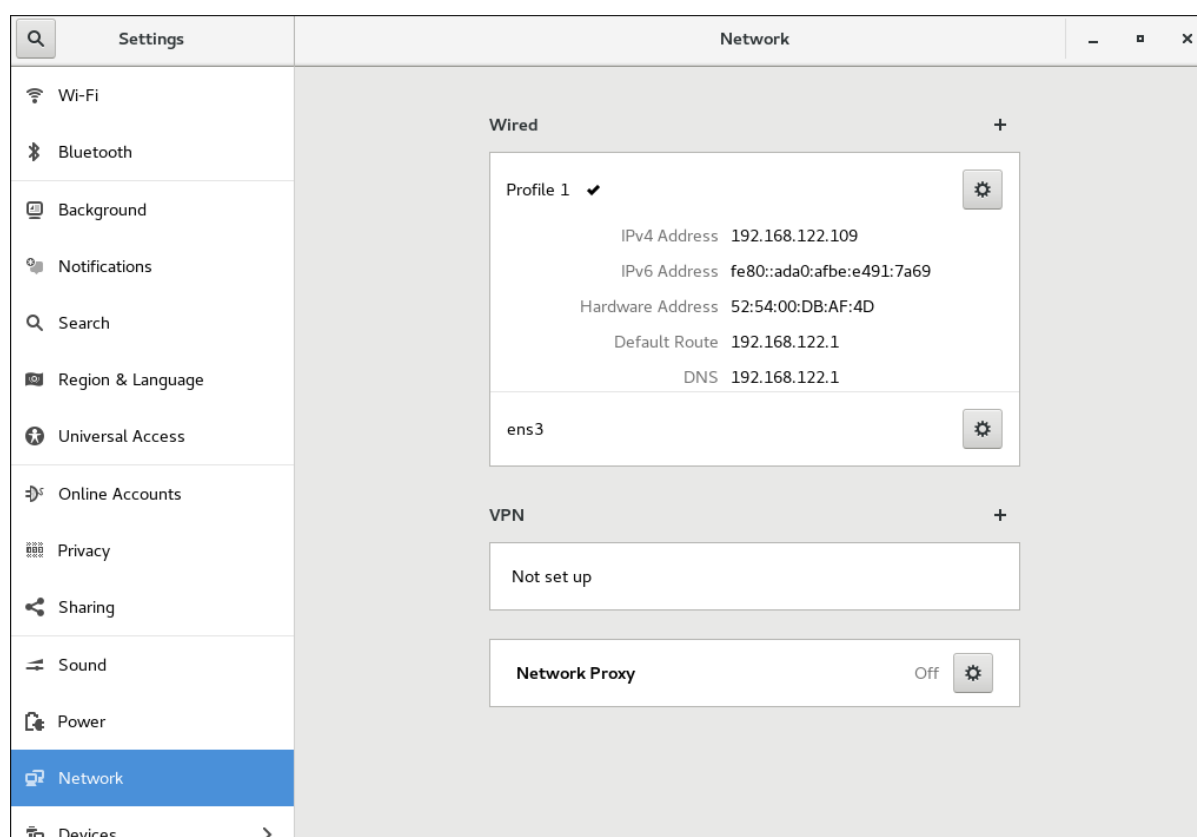 Settings
Network
Wi-Fi
Bluetooth
Background
Notifications
Search
Region & Language
Universal Access
Online Accounts
Privacy
Sharing
Sound
Power
Network
Devices
Wired
Profile 1
IPv4 Address 192.168.122.109
IPv6 Address fe80::ada0:afbe:e491:7a69
Hardware Address 52:54:00:DB:AF:4D
Default Route 192.168.122.1
DNS 192.168.122.1
ens3
VPN
Not set up
Network Proxy Off